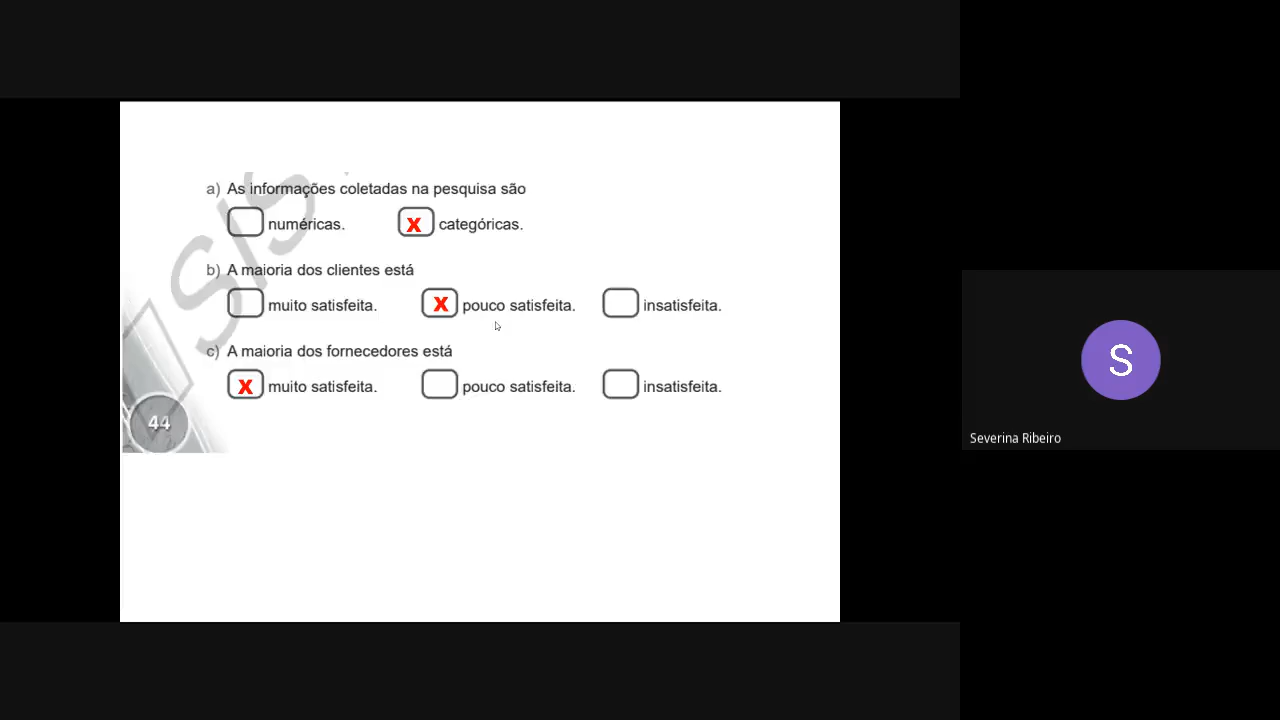 a) As informações coletadas na pesquisa são
numéricas. X categóricas.
b) A maioria dos clientes está
muito satisfeita. X pouco satisfeita. insatisfeita.
c) A maioria dos fornecedores está
X muito satisfeita. pouco satisfeita. insatisfeita.
44
SIS
S
Severina Ribeiro